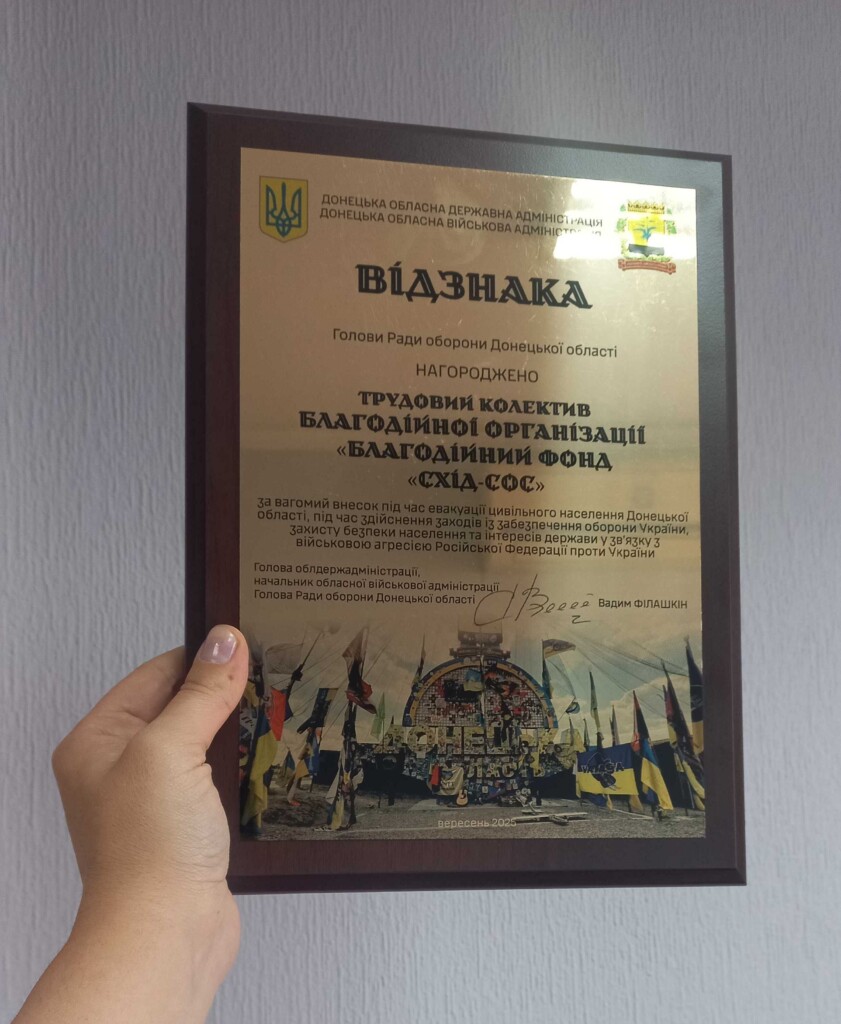 ДОНЕЦЬКА ОБЛАСНА ДЕРЖАВНА АДМІНІСТРАЦІЯ
ДОНЕЦЬКА ОБЛАСНА ВІЙСЬКОВА АДМІНІСТРАЦІЯ
ВІДЗНАКА
Голови Ради оборони Донецької області
НАГОРОДЖЕНО
ТРУДОВИЙ КОЛЕКТИВ
БЛАГОДІЙНОЇ ОРГАНІЗАЦІЇ
«БЛАГОДІЙНИЙ ФОНД
«СХІД-СОС»
за вагомий внесок під час евакуації цивільного населення Донецької
області, під час здійснення заходів із забезпечення оборони України,
захисту безпеки населення та інтересів держави у зв'язку з
військовою агресією Російської Федерації проти України
Голова облдержадміністрації,
начальник обласної військової адміністрації
Голова Ради оборони Донецької області
Вадим ФІЛАШКІН
ДОНЕЦЬКА
ОБЛАСТЬ
вересень 2025